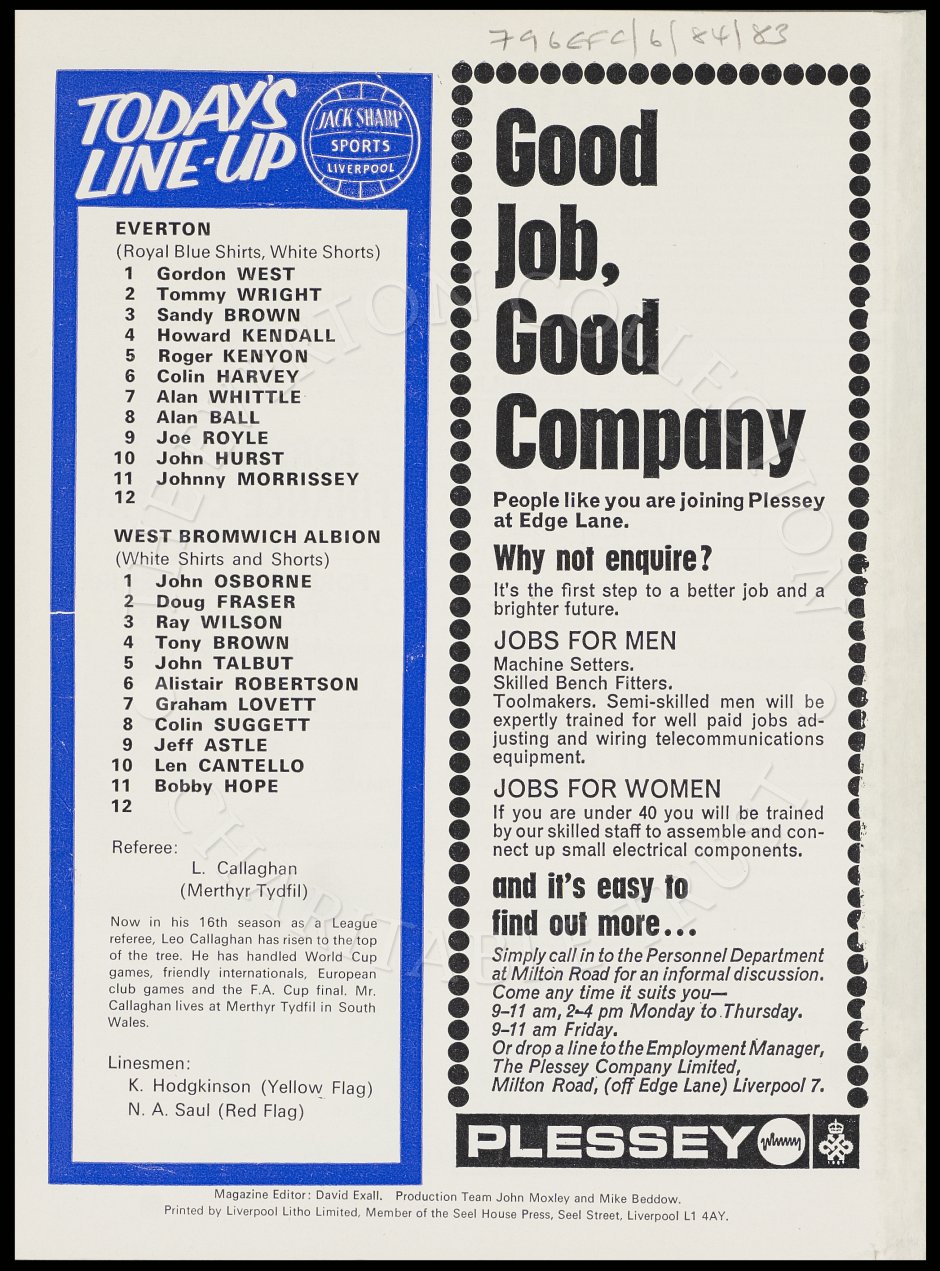 796EFC/6/84/83
TODAY'S
LINE-UP
JACK SHARP
SPORTS
LIVERPOOL
EVERTON
(Royal Blue Shirts, White Shorts)
1 Gordon WEST
2 Tommy WRIGHT
3 Sandy BROWN
4 Howard KENDALL
5 Roger KENYON
6 Colin HARVEY
7 Alan WHITTLE
8 Alan BALL
9 Joe ROYLE
10 John HURST
11 Johnny MORRISSEY
12
WEST BROMWICH ALBION
(White Shirts and Shorts)
1 John OSBORNE
2 Doug FRASER
3 Ray WILSON
4 Tony BROWN
5 John TALBUT
6 Alistair ROBERTSON
7 Graham LOVETT
8 Colin SUGGETT
9 Jeff ASTLE
10 Len CANTELLO
11 Bobby HOPE
12
Referee:
L. Callaghan
(Merthyr Tydfil)
Now in his 16th season as a League
referee, Leo Callaghan has risen to the top
of the tree. He has handled World Cup
games, friendly internationals, European
club games and the F.A. Cup final. Mr.
Callaghan lives at Merthyr Tydfil in South
Wales.
Linesmen:
K. Hodgkinson (Yellow Flag)
N. A. Saul (Red Flag)
Good
Job,
Good
Company
People like you are joining Plessey
at Edge Lane.
Why not enquire?
It's the first step to a better job and a
brighter future.
JOBS FOR MEN
Machine Setters.
Skilled Bench Fitters.
Toolmakers. Semi-skilled men will be
expertly trained for well paid jobs ad-
justing and wiring telecommunications
equipment.
JOBS FOR WOMEN
If you are under 40 you will be trained
by our skilled staff to assemble and con-
nect up small electrical components.
and it's easy to
find out more...
Simply call in to the Personnel Department
at Milton Road for an informal discussion.
Come any time it suits you—
9-11 am, 2-4 pm Monday to Thursday.
9-11 am Friday.
Or drop a line to the Employment Manager,
The Plessey Company Limited,
Milton Road, (off Edge Lane) Liverpool 7.
PLESSEY
Magazine Editor: David Exall. Production Team John Moxley and Mike Beddow.
Printed by Liverpool Litho Limited, Member of the Seel House Press, Seel Street, Liverpool L1 4AY.